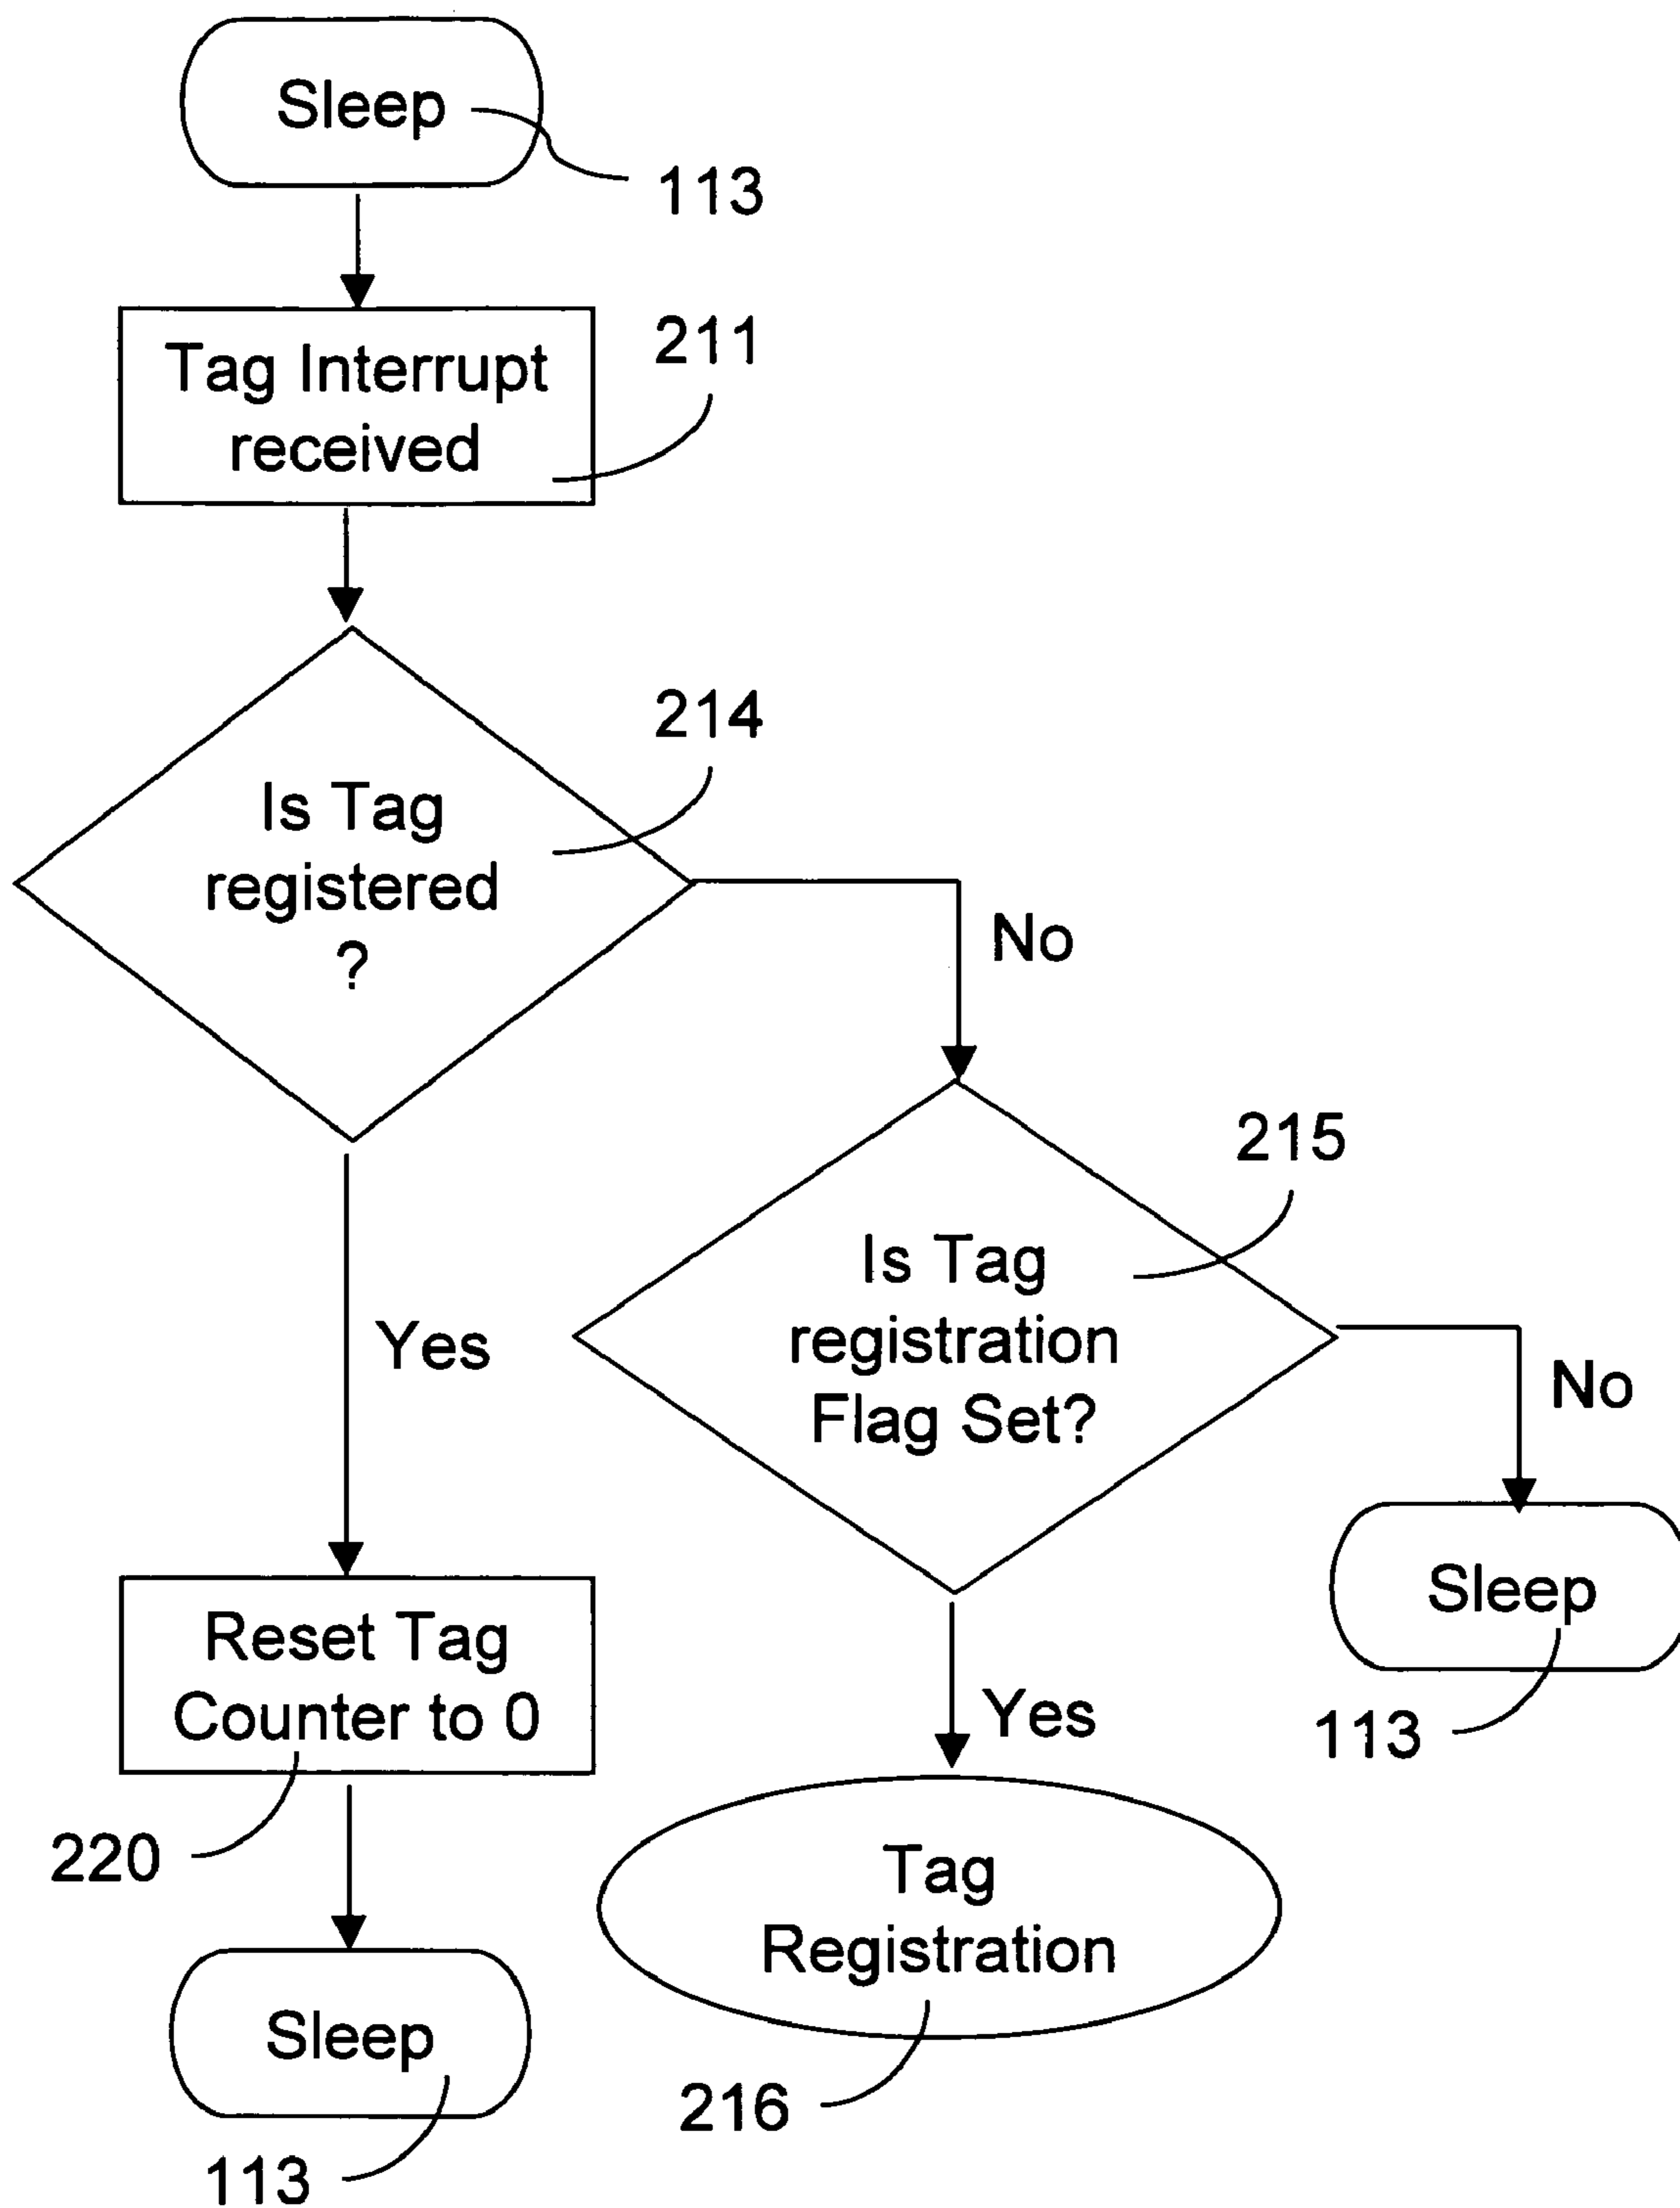 Sleep
113
Tag Interrupt
received
211
214
Is Tag
registered
?
No
215
Is Tag
registration
Flag Set?
Yes
No
Sleep
113
Reset Tag
Counter to 0
220
Yes
Tag
Registration
216
Sleep
113